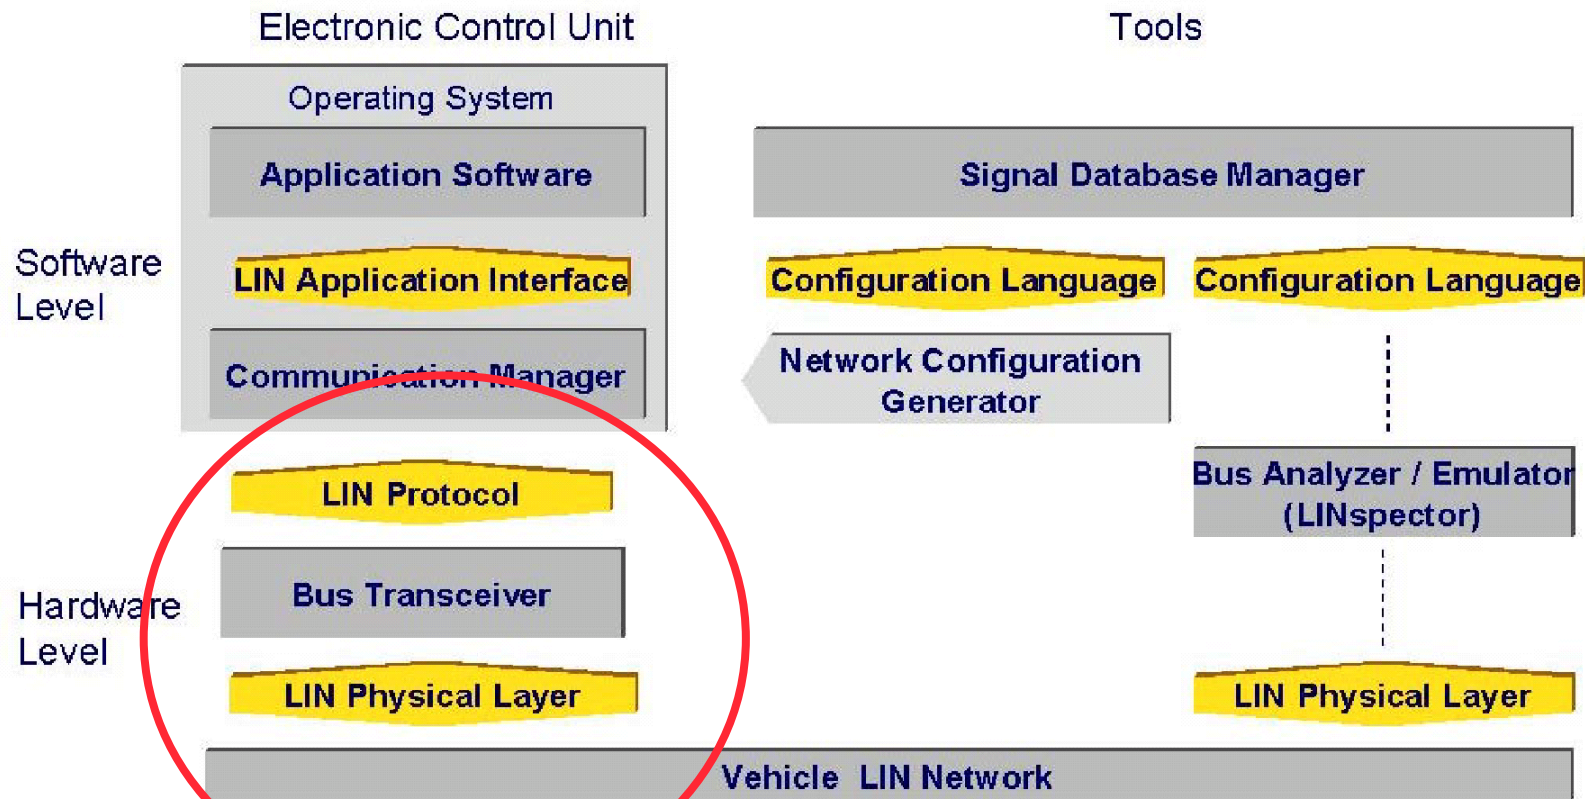 Electronic Control Unit
Tools
Operating System
Application Software
Signal Database Manager
Software
Level
LIN Application Interface
Configuration Language
Configuration Language
Communication Manager
Network Configuration
Generator
LIN Protocol
Bus Analyzer / Emulator
(LINspector)
Hardware
Level
Bus Transceiver
LIN Physical Layer
LIN Physical Layer
Vehicle LIN Network